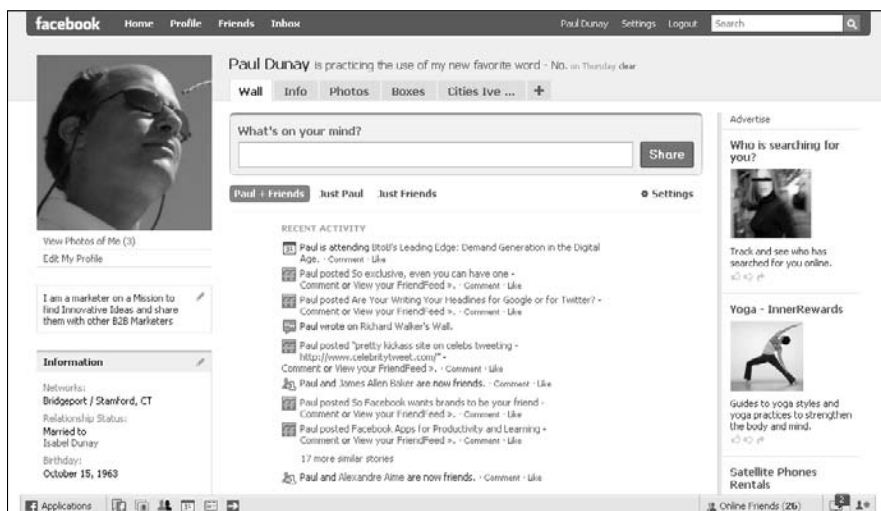 facebook Home Profile Friends Inbox Paul Dunay Settings Logout Search
Paul Dunay is practicing the use of my new favorite word - No. on Thursday clear
Wall Info Photos Boxes Cities Ive ... +
What's on your mind?
Share
Paul + Friends Just Paul Just Friends Settings
View Photos of Me (3)
Edit My Profile
I am a marketer on a Mission to
find Innovative Ideas and share
them with other B2B Marketers
Information
Networks:
Bridgeport / Stamford, CT
Relationship Status:
Married to
Isabel Dunay
Birthday:
October 15, 1963
RECENT ACTIVITY
31 Paul is attending BtoB's Leading Edge: Demand Generation in the Digital
Age. · Comment · Like
Paul posted So exclusive, even you can have one -
Comment or View your FriendFeed ». · Comment · Like
Paul posted Are Your Writing Your Headlines for Google or for Twitter? -
Comment or View your FriendFeed ». · Comment · Like
Paul wrote on Richard Walker's Wall.
Paul posted "pretty kickass site on celebs tweeting -
http://www.celebritytweet.com/" -
Comment or View your FriendFeed ». · Comment · Like
Paul and James Allen Baker are now friends. · Comment · Like
Paul posted So Facebook wants brands to be your friend -
Comment or View your FriendFeed ». · Comment · Like
Paul posted Facebook Apps for Productivity and Learning -
Comment or View your FriendFeed ». · Comment · Like
17 more similar stories
Paul and Alexandre Aime are now friends. · Comment · Like
Advertise
Who is searching for
you?
Track and see who has
searched for you online.
Yoga - InnerRewards
Guides to yoga styles and
yoga practices to strengthen
the body and mind.
Satellite Phones
Rentals
Applications 31 Online Friends (26) 2